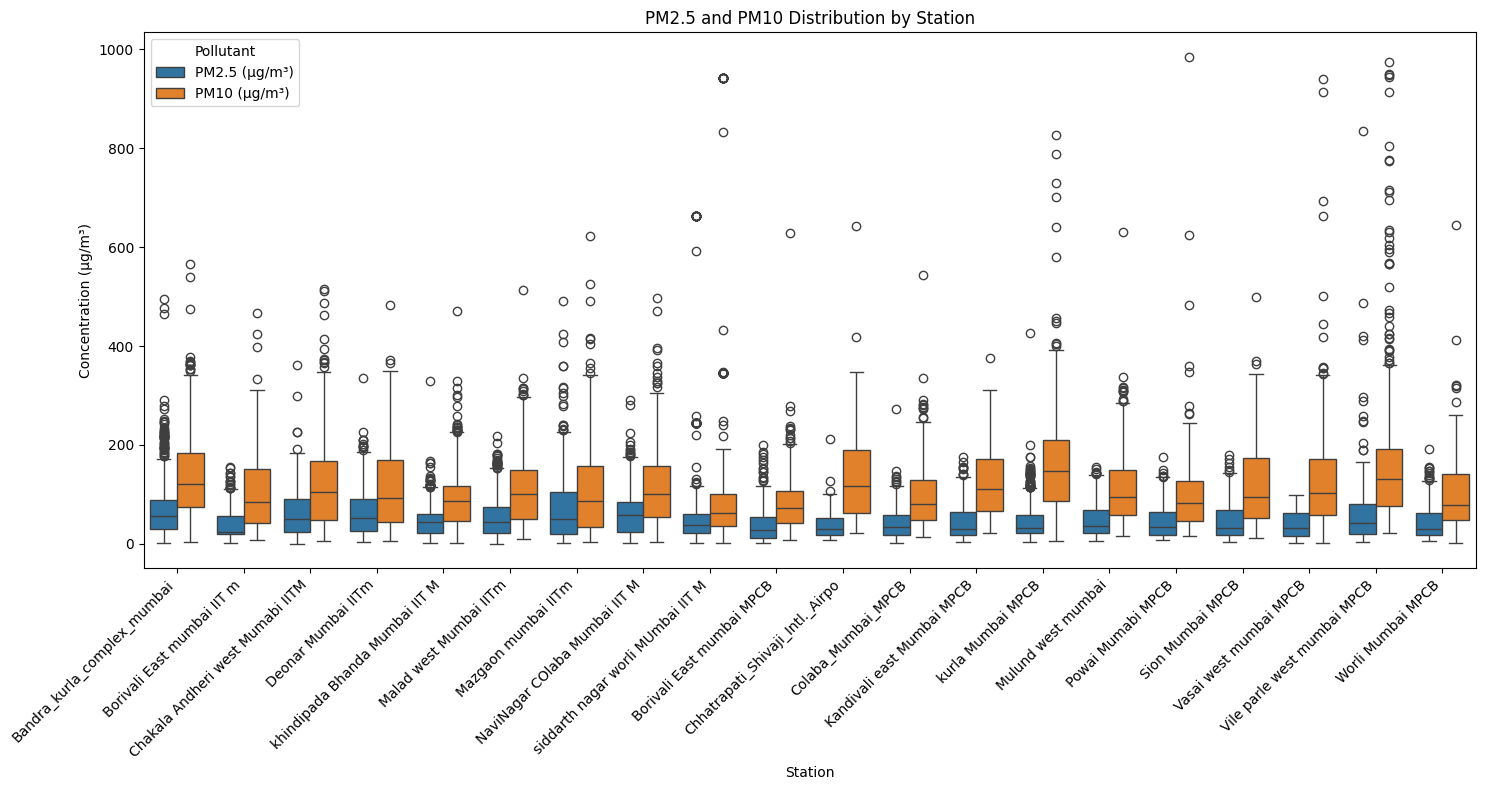 PM2.5 and PM10 Distribution by Station
Pollutant
PM2.5 (µg/m³)
PM10 (µg/m³)
Concentration (µg/m³)
1000
800
600
400
200
0
Bandra_kurla_complex_mumbai
Borivali East mumbai IIT m
Chakala Andheri west Mumabi IITM
Deonar Mumbai IITm
khindipada Bhanda Mumbai IIT M
Malad west Mumbai IITm
Mazgaon mumbai IITm
NaviNagar COlaba Mumbai IIT M
siddarth nagar worli MUmbai IIT M
Borivali East mumbai MPCB
Chhatrapati_Shivaji_Intl._Airpo
Colaba_Mumbai_MPCB
Kandivali east Mumbai MPCB
kurla Mumbai MPCB
Mulund west mumbai
Powai Mumabi MPCB
Sion Mumbai MPCB
Vasai west mumbai MPCB
Vile parle west mumbai MPCB
Worli Mumbai MPCB
Station